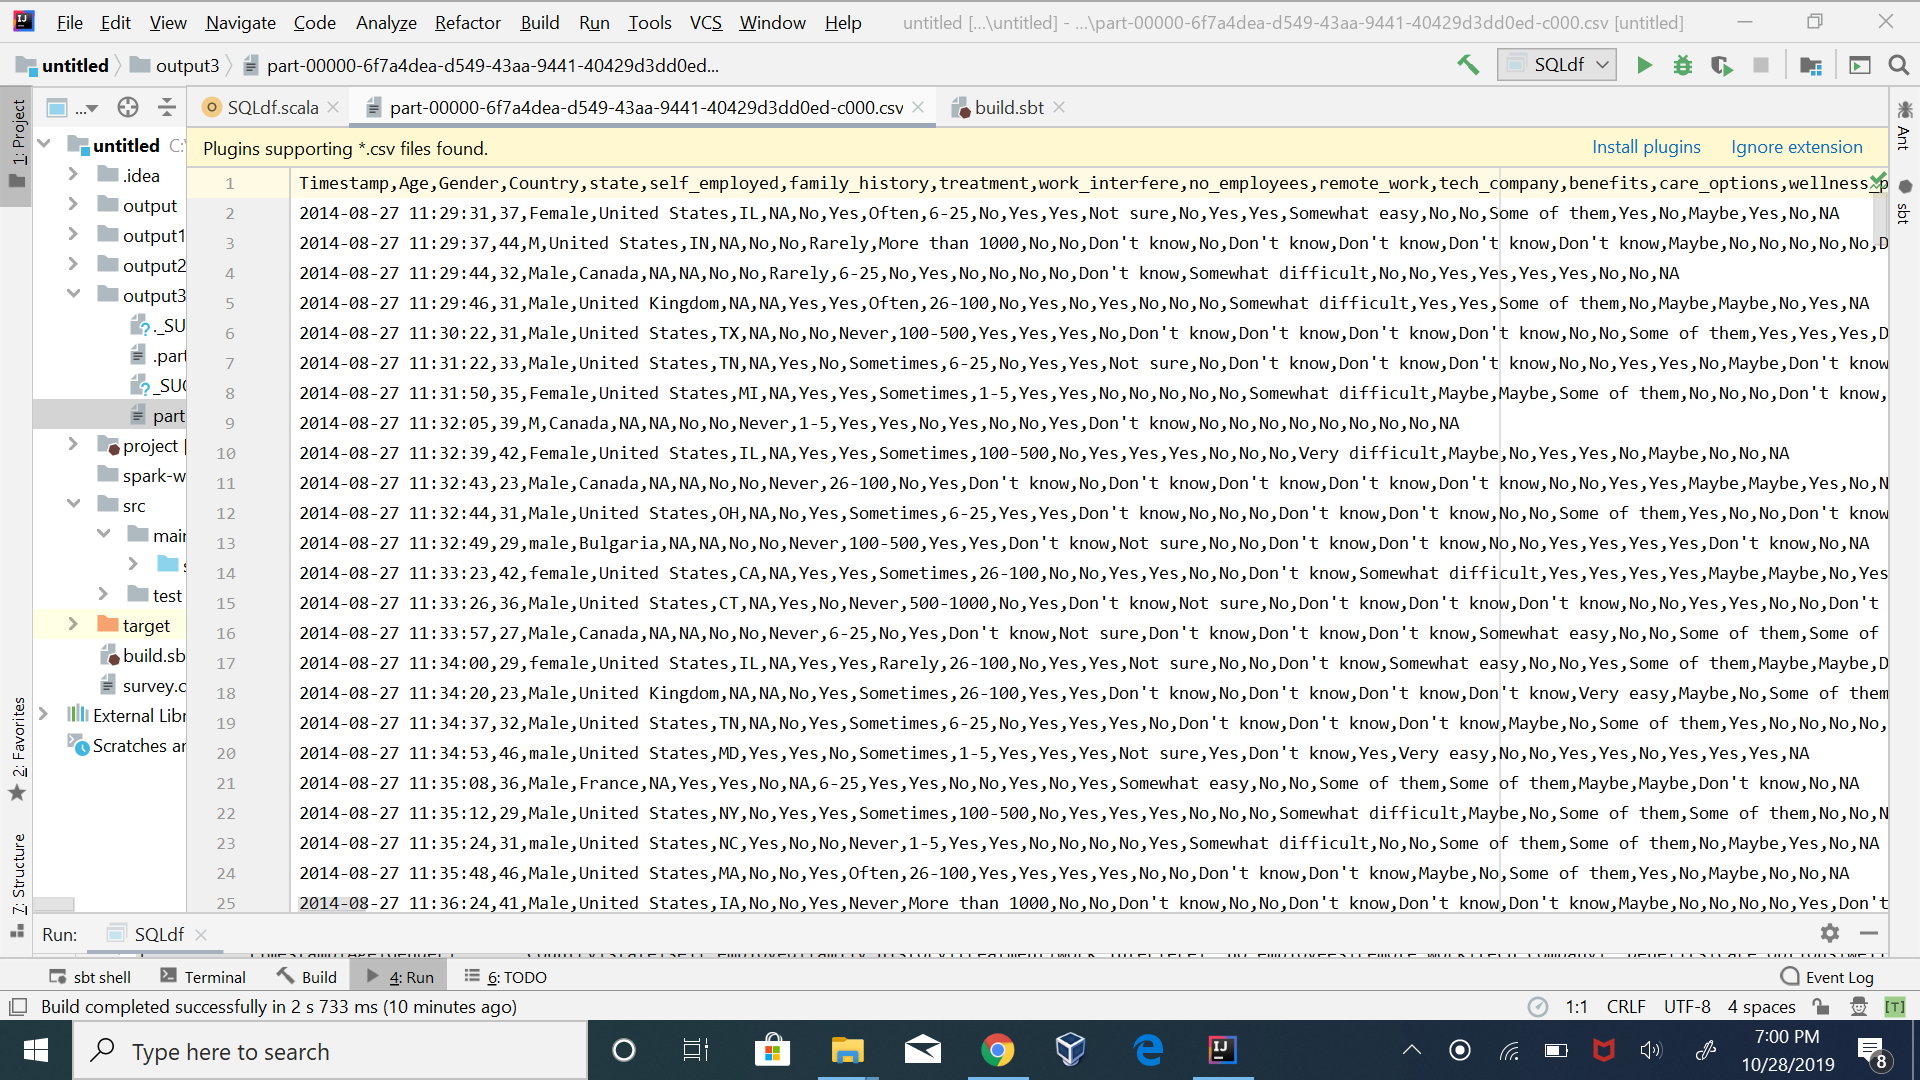 File Edit View Navigate Code Analyze Refactor Build Run Tools VCS Window Help untitled [...\untitled] - ...\part-00000-6f7a4dea-d549-43aa-9441-40429d3dd0ed-c000.csv [untitled]
untitled output3 part-00000-6f7a4dea-d549-43aa-9441-40429d3dd0ed... SQLdf
... SQLdf.scala part-00000-6f7a4dea-d549-43aa-9441-40429d3dd0ed-c000.csv build.sbt
Plugins supporting *.csv files found. Install plugins Ignore extension
1: Project
2: Favorites
7: Structure
untitled C:\
.idea
output
output1
output2
output3
._SU
.part
_SUC
part
project [
spark-w
src
main
s
test
target
build.sb
survey.c
External Libr
Scratches an
1 Timestamp,Age,Gender,Country,state,self_employed,family_history,treatment,work_interfere,no_employees,remote_work,tech_company,benefits,care_options,wellness_p
2 2014-08-27 11:29:31,37,Female,United States,IL,NA,No,Yes,Often,6-25,No,Yes,Yes,Not sure,No,Yes,Yes,Somewhat easy,No,No,Some of them,Yes,No,Maybe,Yes,No,NA
3 2014-08-27 11:29:37,44,M,United States,IN,NA,No,No,Rarely,More than 1000,No,No,Don't know,No,Don't know,Don't know,Don't know,Don't know,Maybe,No,No,No,No,No,D
4 2014-08-27 11:29:44,32,Male,Canada,NA,NA,No,No,Rarely,6-25,No,Yes,No,No,No,No,Don't know,Somewhat difficult,No,No,Yes,Yes,Yes,Yes,No,No,NA
5 2014-08-27 11:29:46,31,Male,United Kingdom,NA,NA,Yes,Yes,Often,26-100,No,Yes,No,Yes,No,No,No,Somewhat difficult,Yes,Yes,Some of them,No,Maybe,Maybe,No,Yes,NA
6 2014-08-27 11:30:22,31,Male,United States,TX,NA,No,No,Never,100-500,Yes,Yes,Yes,No,Don't know,Don't know,Don't know,Don't know,No,No,Some of them,Yes,Yes,Yes,D
7 2014-08-27 11:31:22,33,Male,United States,TN,NA,Yes,No,Sometimes,6-25,No,Yes,Yes,Not sure,No,Don't know,Don't know,Don't know,No,No,Yes,Yes,No,Maybe,Don't know
8 2014-08-27 11:31:50,35,Female,United States,MI,NA,Yes,Yes,Sometimes,1-5,Yes,Yes,No,No,No,No,No,Somewhat difficult,Maybe,Maybe,Some of them,No,No,No,Don't know,
9 2014-08-27 11:32:05,39,M,Canada,NA,NA,No,No,Never,1-5,Yes,Yes,No,Yes,No,No,Yes,Don't know,No,No,No,No,No,No,No,No,NA
10 2014-08-27 11:32:39,42,Female,United States,IL,NA,Yes,Yes,Sometimes,100-500,No,Yes,Yes,Yes,No,No,No,Very difficult,Maybe,No,Yes,Yes,No,Maybe,No,No,NA
11 2014-08-27 11:32:43,23,Male,Canada,NA,NA,No,No,Never,26-100,No,Yes,Don't know,No,Don't know,Don't know,Don't know,Don't know,No,No,Yes,Yes,Maybe,Maybe,Yes,No,N
12 2014-08-27 11:32:44,31,Male,United States,OH,NA,No,Yes,Sometimes,6-25,Yes,Yes,Don't know,No,No,No,Don't know,Don't know,No,No,Some of them,Yes,No,No,Don't know
13 2014-08-27 11:32:49,29,male,Bulgaria,NA,NA,No,No,Never,100-500,Yes,Yes,Don't know,Not sure,No,No,Don't know,Don't know,No,No,Yes,Yes,Yes,Yes,Don't know,No,NA
14 2014-08-27 11:33:23,42,female,United States,CA,NA,Yes,Yes,Sometimes,26-100,No,No,Yes,Yes,No,No,Don't know,Somewhat difficult,Yes,Yes,Yes,Yes,Maybe,Maybe,No,Yes
15 2014-08-27 11:33:26,36,Male,United States,CT,NA,Yes,No,Never,500-1000,No,Yes,Don't know,Not sure,No,Don't know,Don't know,Don't know,No,No,Yes,Yes,No,No,Don't
16 2014-08-27 11:33:57,27,Male,Canada,NA,NA,No,No,Never,6-25,No,Yes,Don't know,Not sure,Don't know,Don't know,Don't know,Somewhat easy,No,No,Some of them,Some of
17 2014-08-27 11:34:00,29,female,United States,IL,NA,Yes,Yes,Rarely,26-100,No,Yes,Yes,Not sure,No,No,Don't know,Somewhat easy,No,No,Yes,Some of them,Maybe,Maybe,D
18 2014-08-27 11:34:20,23,Male,United Kingdom,NA,NA,No,Yes,Sometimes,26-100,Yes,Yes,Don't know,No,Don't know,Don't know,Don't know,Very easy,Maybe,No,Some of them
19 2014-08-27 11:34:37,32,Male,United States,TN,NA,No,Yes,Sometimes,6-25,No,Yes,Yes,Yes,No,Don't know,Don't know,Don't know,Maybe,No,Some of them,Yes,No,No,No,No,
20 2014-08-27 11:34:53,46,male,United States,MD,Yes,Yes,No,Sometimes,1-5,Yes,Yes,Yes,Not sure,Yes,Don't know,Yes,Very easy,No,No,Yes,Yes,No,Yes,Yes,Yes,NA
21 2014-08-27 11:35:08,36,Male,France,NA,Yes,Yes,No,NA,6-25,Yes,Yes,No,No,Yes,No,Yes,Somewhat easy,No,No,Some of them,Some of them,Maybe,Maybe,Don't know,No,NA
22 2014-08-27 11:35:12,29,Male,United States,NY,No,Yes,Yes,Sometimes,100-500,No,Yes,Yes,Yes,No,No,No,Somewhat difficult,Maybe,No,Some of them,Some of them,No,No,N
23 2014-08-27 11:35:24,31,male,United States,NC,Yes,No,No,Never,1-5,Yes,Yes,No,No,No,No,Yes,Somewhat difficult,No,No,Some of them,Some of them,No,Maybe,Yes,No,NA
24 2014-08-27 11:35:48,46,Male,United States,MA,No,No,Yes,Often,26-100,Yes,Yes,Yes,Yes,No,No,Don't know,Don't know,Maybe,No,Some of them,Yes,No,Maybe,No,No,NA
25 2014-08-27 11:36:24,41,Male,United States,IA,No,No,Yes,Never,More than 1000,No,No,Don't know,No,No,Don't know,Don't know,Don't know,Maybe,No,No,No,No,Yes,Don't
Ant
sbt
Run: SQLdf
sbt shell Terminal Build 4: Run 6: TODO Event Log
Build completed successfully in 2 s 733 ms (10 minutes ago) 1:1 CRLF UTF-8 4 spaces [T]
Type here to search
7:00 PM
10/28/2019
8